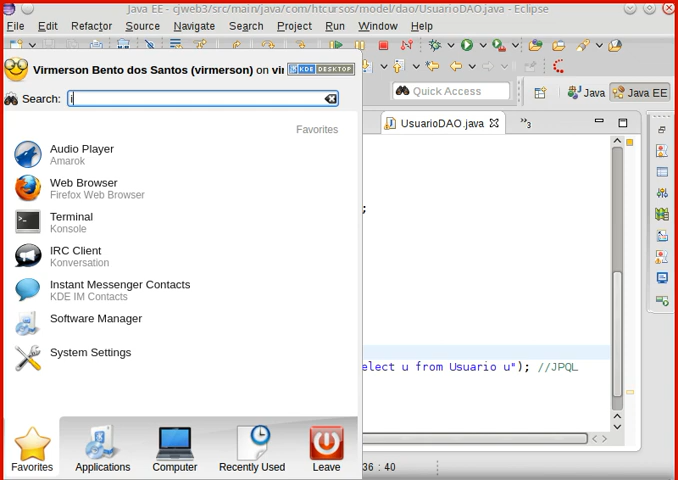 Java EE - cjweb3/src/main/java/com/htcursos/model/dao/UsuarioDAO.java - Eclipse
File Edit Refactor Source Navigate Search Project Run Window Help
Virmerson Bento dos Santos (virmerson) on vir
KDE DESKTOP
Search: i
Quick Access
Java
Java EE
UsuarioDAO.java
»3
Favorites
Audio Player
Amarok
Web Browser
Firefox Web Browser
Terminal
Konsole
IRC Client
Konversation
Instant Messenger Contacts
KDE IM Contacts
Software Manager
System Settings
;
elect u from Usuario u"); //JPQL
Favorites
Applications
Computer
Recently Used
Leave
36 : 40